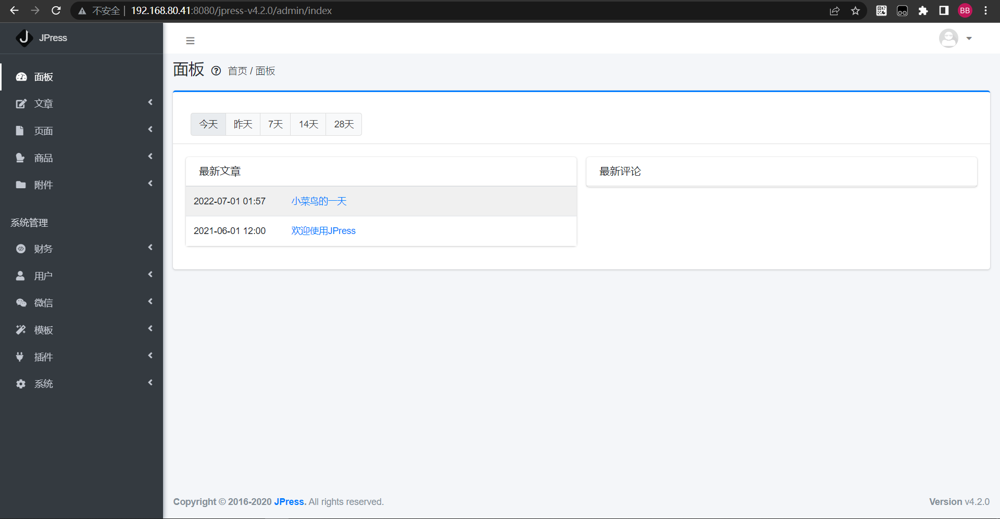 不安全 | 192.168.80.41:8080/jpress-v4.2.0/admin/index
BB
JPress
面板
文章
页面
商品
附件
系统管理
财务
用户
微信
模板
插件
系统
面板 首页 / 面板
今天 昨天 7天 14天 28天
最新文章
2022-07-01 01:57 小菜鸟的一天
2021-06-01 12:00 欢迎使用JPress
最新评论
Copyright © 2016-2020 JPress. All rights reserved.
Version v4.2.0